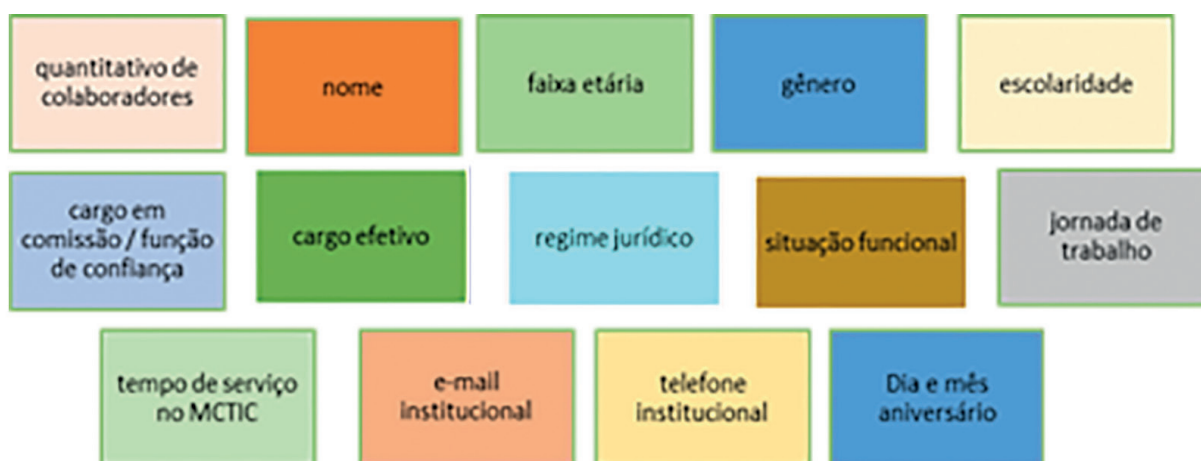 quantitativo de
colaboradores
nome
faixa etária
gênero
escolaridade
cargo em
comissão / função
de confiança
cargo efetivo
regime jurídico
situação funcional
jornada de
trabalho
tempo de serviço
no MCTIC
e-mail
institucional
telefone
institucional
Dia e mês
aniversário